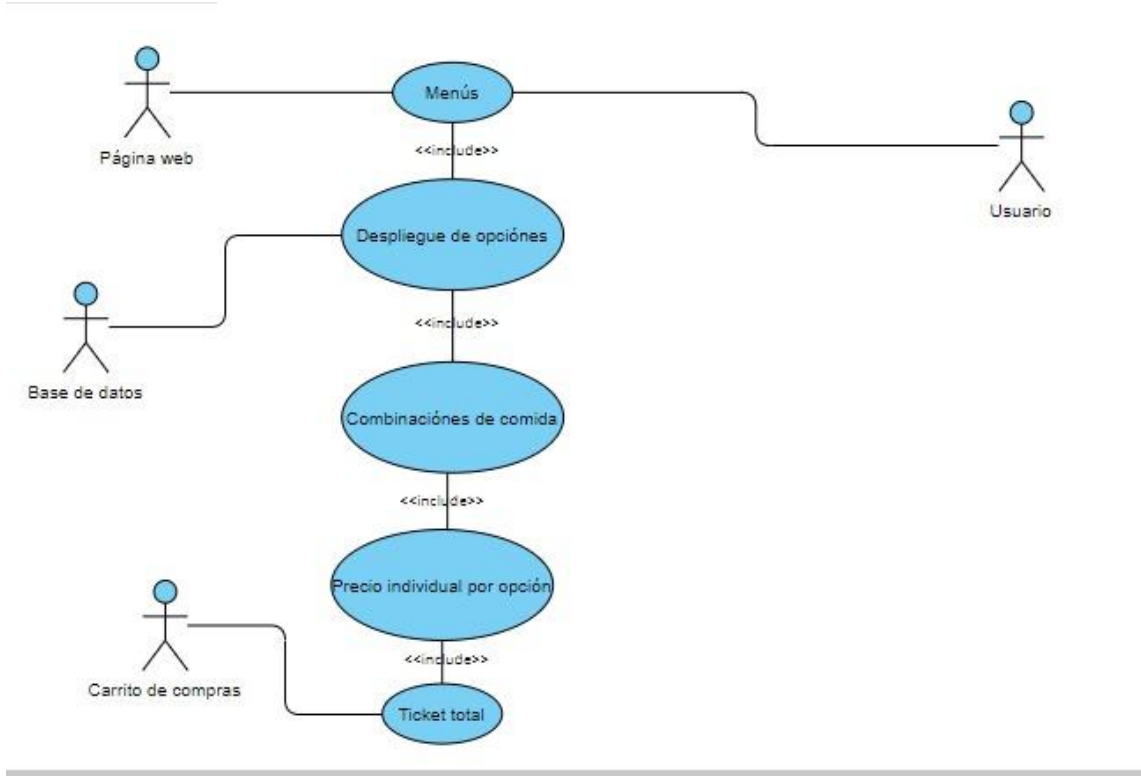 Menús
Página web
<<include>>
Usuario
Despliegue de opciónes
<<include>>
Base de datos
Combinaciónes de comida
<<include>>
Precio individual por opción
<<include>>
Carrito de compras
Ticket total